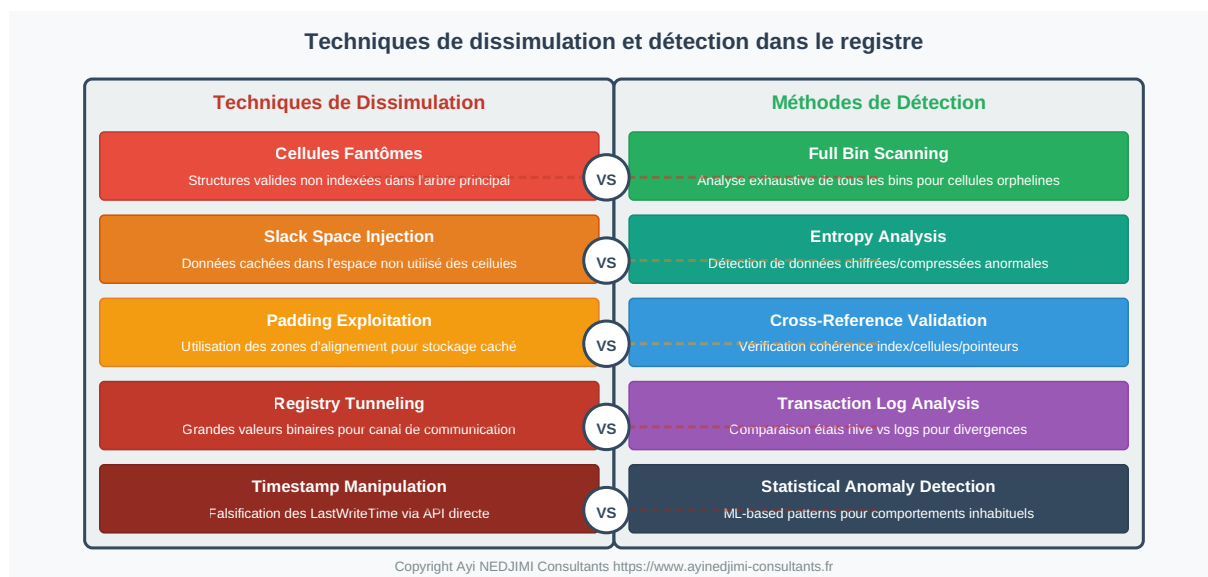 Techniques de dissimulation et détection dans le registre
Techniques de Dissimulation
Méthodes de Détection
Cellules Fantômes
Structures valides non indexées dans l'arbre principal
VS
Full Bin Scanning
Analyse exhaustive de tous les bins pour cellules orphelines
Slack Space Injection
Données cachées dans l'espace non utilisé des cellules
VS
Entropy Analysis
Détection de données chiffrées/compressées anormales
Padding Exploitation
Utilisation des zones d'alignement pour stockage caché
VS
Cross-Reference Validation
Vérification cohérence index/cellules/pointeurs
Registry Tunneling
Grandes valeurs binaires pour canal de communication
VS
Transaction Log Analysis
Comparaison états hive vs logs pour divergences
Timestamp Manipulation
Falsification des LastWriteTime via API directe
VS
Statistical Anomaly Detection
ML-based patterns pour comportements inhabituels
Copyright Ayi NEDJIMI Consultants https://www.ayinedjimi-consultants.fr